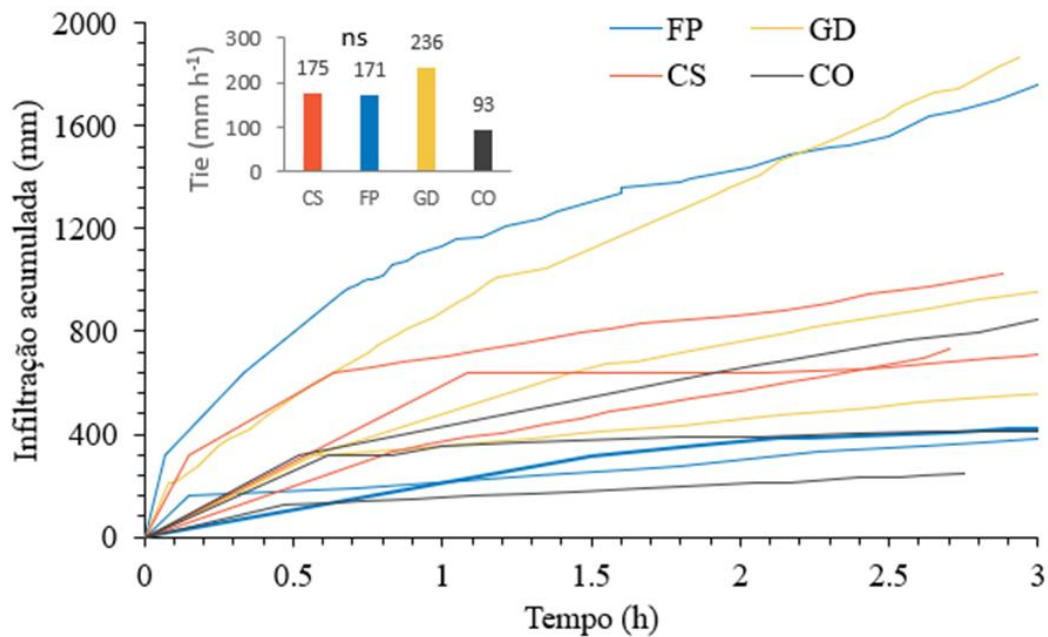 2000
1600
1200
800
400
0
Infiltração acumulada (mm)
0 0.5 1 1.5 2 2.5 3
Tempo (h)
FP GD
CS CO
300
200
100
0
Tie (mm h⁻¹)
ns
175 171 236 93
CS FP GD CO